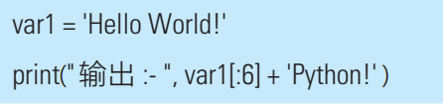 var1 = 'Hello World!'
print("输出 :- ", var1[:6] + 'Python!')